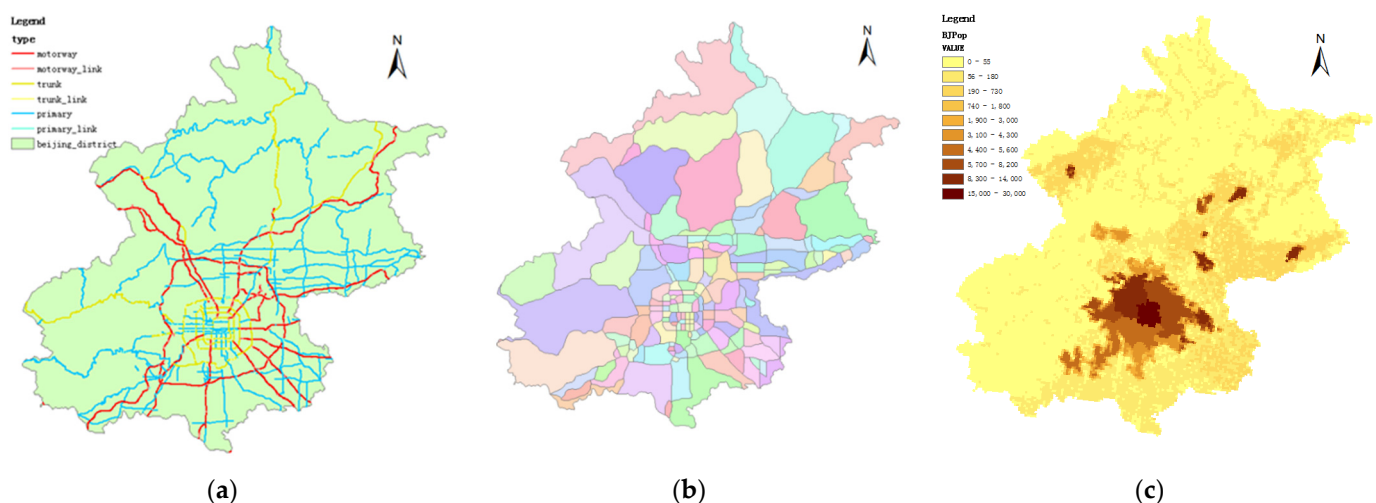 Legend
type
motorway
motorway_link
trunk
trunk_link
primary
primary_link
beijing_district
N
(a)
N
(b)
Legend
BJPop
VALUE
0 - 55
56 - 180
190 - 730
740 - 1,800
1,900 - 3,000
3,100 - 4,300
4,400 - 5,600
5,700 - 8,200
8,300 - 14,000
15,000 - 30,000
N
(c)